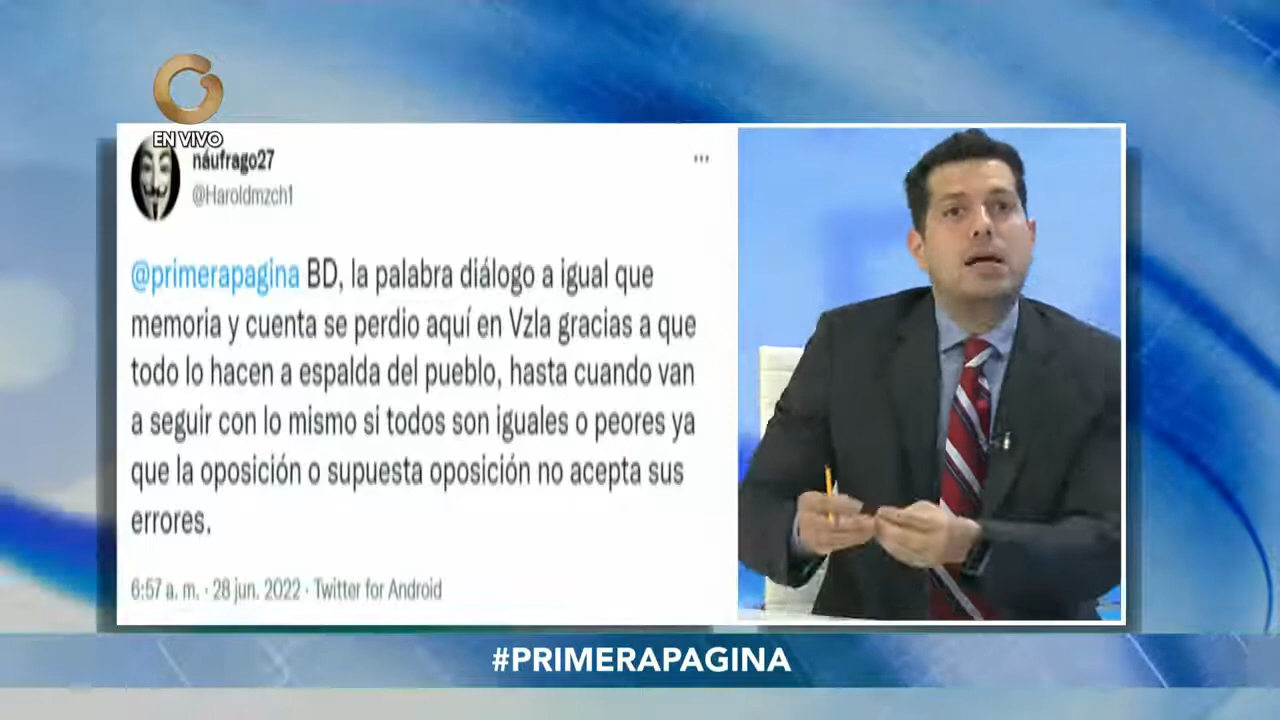 EN VIVO
náufrago27
@Haroldmzch1
@primerapagina BD, la palabra diálogo a igual que
memoria y cuenta se perdio aquí en Vzla gracias a que
todo lo hacen a espalda del pueblo, hasta cuando van
a seguir con lo mismo si todos son iguales o peores ya
que la oposición o supuesta oposición no acepta sus
errores.
6:57 a. m. · 28 jun. 2022 · Twitter for Android
#PRIMERAPAGINA